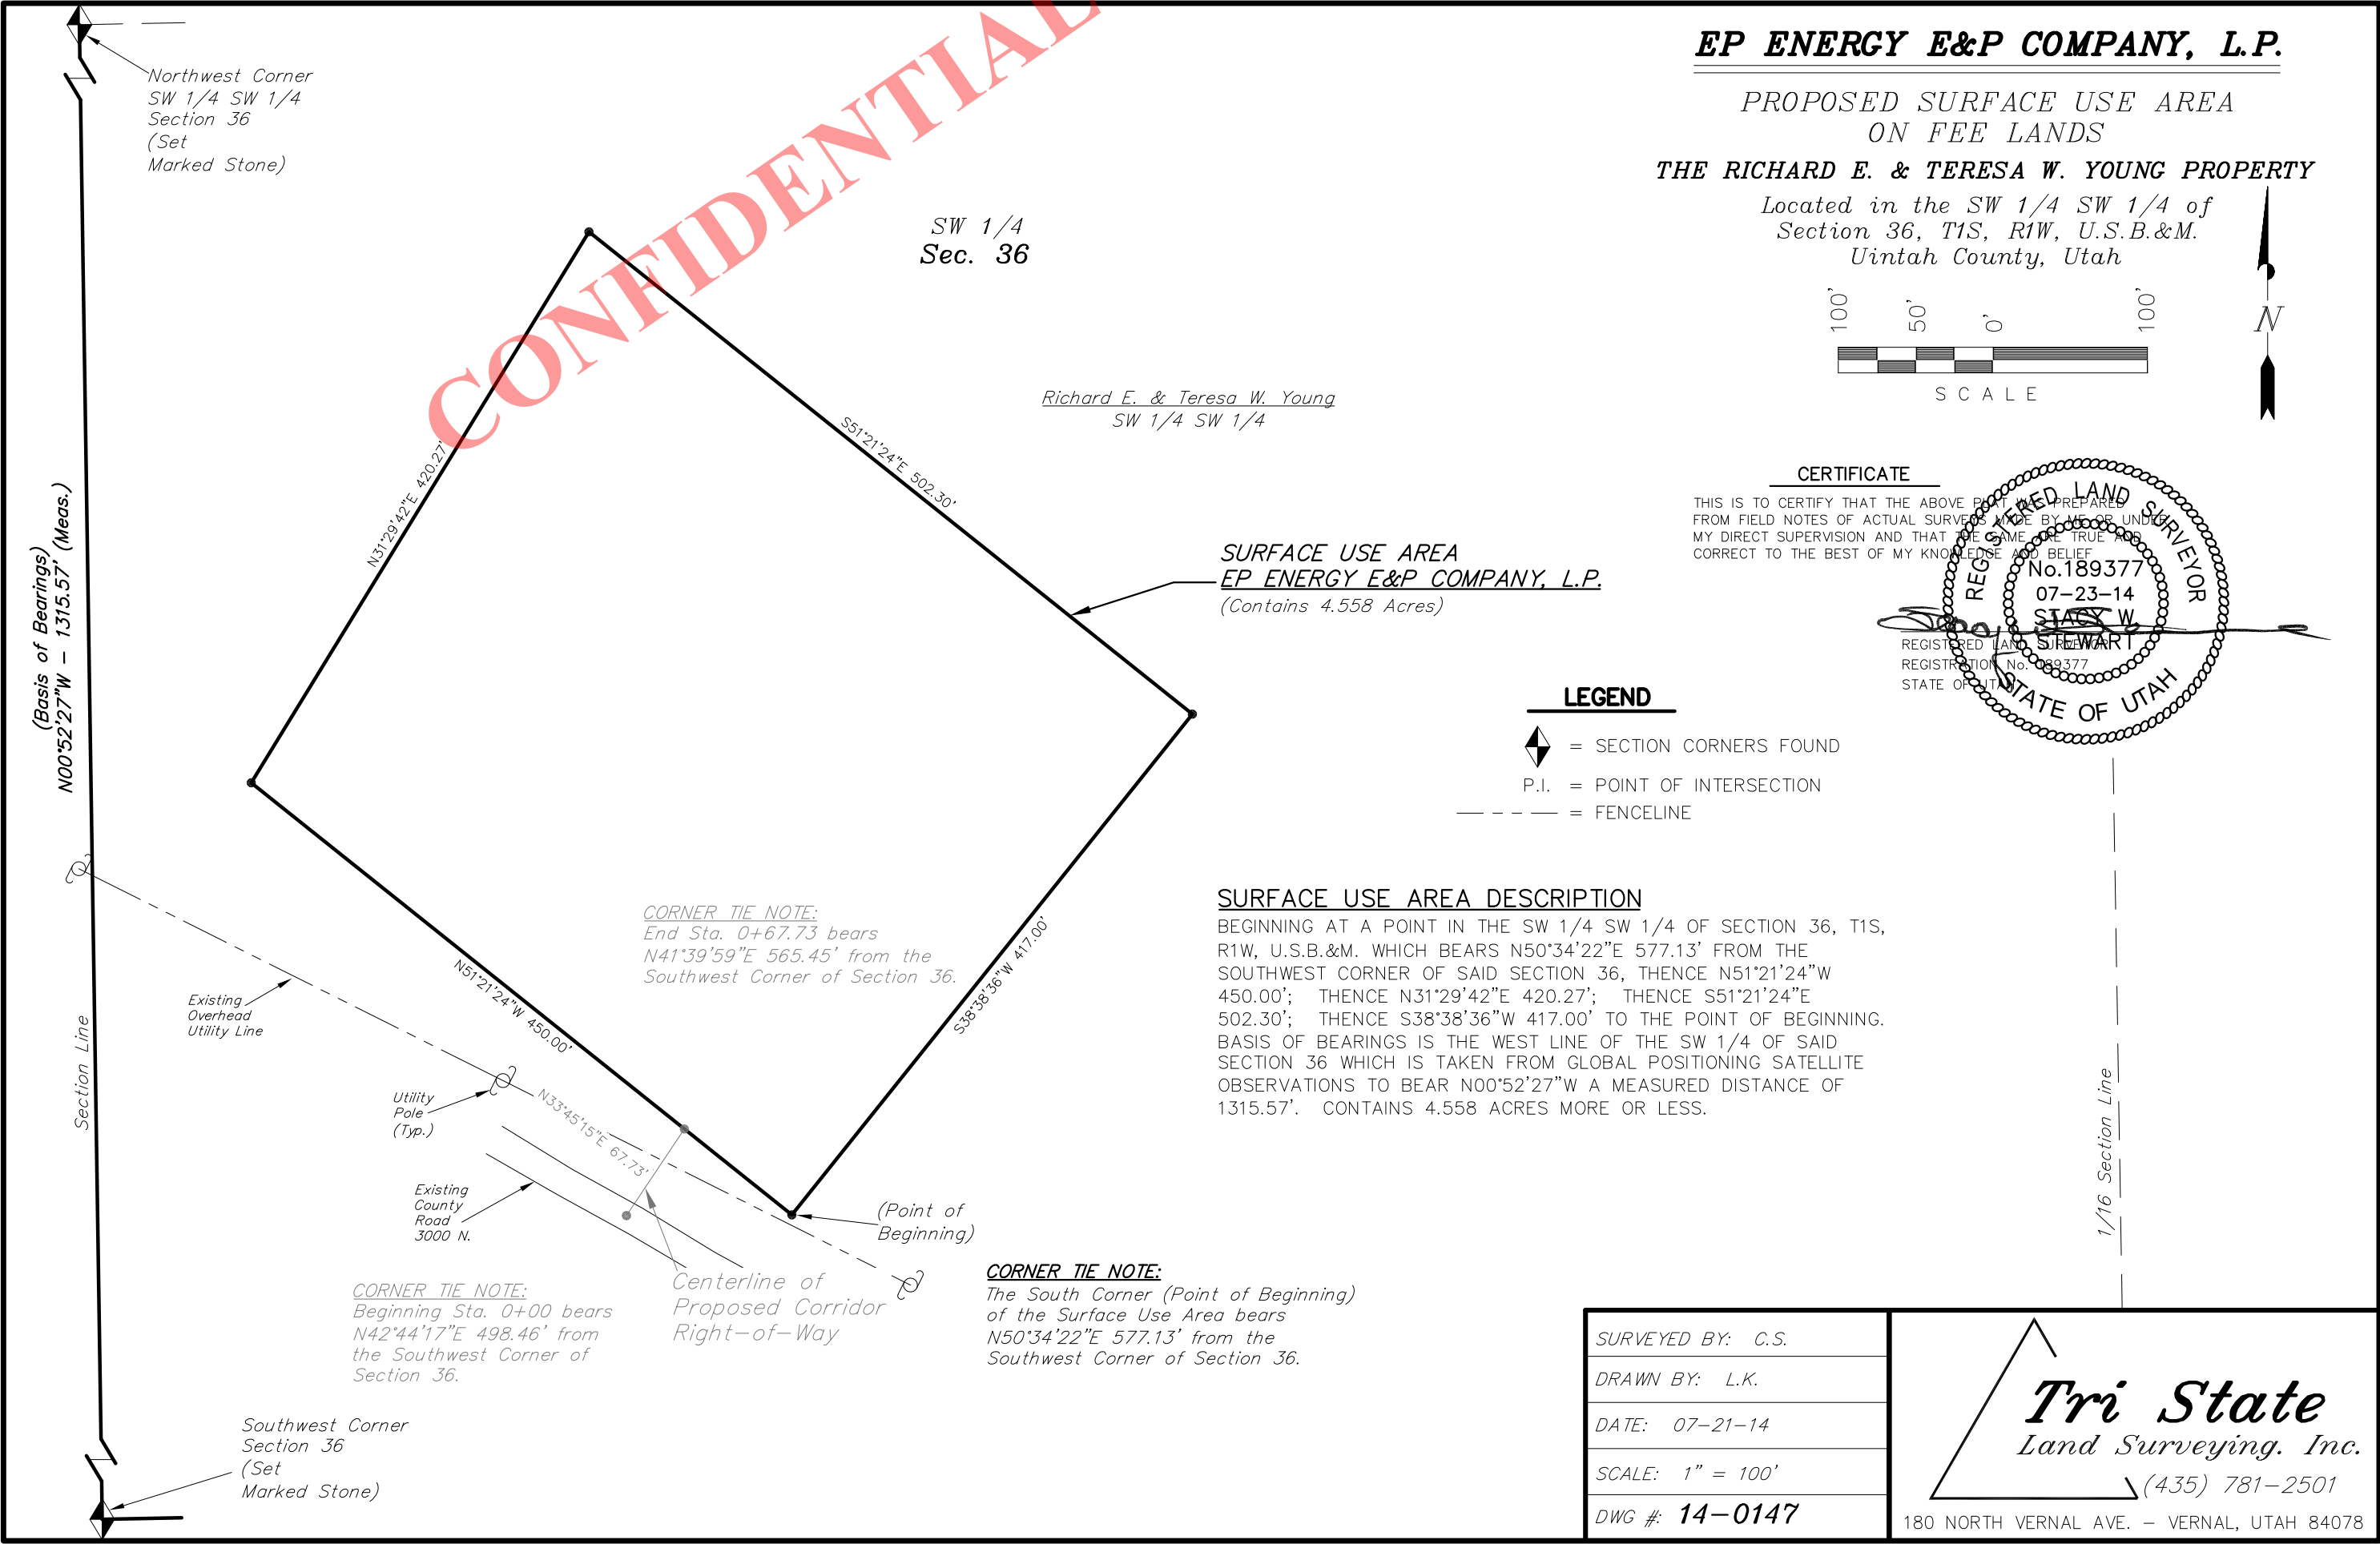 CONFIDENTIAL
Northwest Corner
SW 1/4 SW 1/4
Section 36
(Set
Marked Stone)
(Basis of Bearings)
N00°52'27"W - 1315.57' (Meas.)
Section Line
SW 1/4
Sec. 36
Richard E. & Teresa W. Young
SW 1/4 SW 1/4
N31°29'42"E 420.27'
S51°21'24"E 502.30'
SURFACE USE AREA
EP ENERGY E&P COMPANY, L.P.
(Contains 4.558 Acres)
S38°38'36"W 417.00'
N51°21'24"W 450.00'
CORNER TIE NOTE:
End Sta. 0+67.73 bears
N41°39'59"E 565.45' from the
Southwest Corner of Section 36.
Existing
Overhead
Utility Line
Utility
Pole
(Typ.)
N33°45'15"E 67.73'
Existing
County
Road
3000 N.
(Point of
Beginning)
Centerline of
Proposed Corridor
Right-of-Way
CORNER TIE NOTE:
Beginning Sta. 0+00 bears
N42°44'17"E 498.46' from
the Southwest Corner of
Section 36.
CORNER TIE NOTE:
The South Corner (Point of Beginning)
of the Surface Use Area bears
N50°34'22"E 577.13' from the
Southwest Corner of Section 36.
Southwest Corner
Section 36
(Set
Marked Stone)
EP ENERGY E&P COMPANY, L.P.
PROPOSED SURFACE USE AREA
ON FEE LANDS
THE RICHARD E. & TERESA W. YOUNG PROPERTY
Located in the SW 1/4 SW 1/4 of
Section 36, T1S, R1W, U.S.B.&M.
Uintah County, Utah
100' 50' 0' 100'
SCALE
N
CERTIFICATE
THIS IS TO CERTIFY THAT THE ABOVE PLAT WAS PREPARED
FROM FIELD NOTES OF ACTUAL SURVEYS MADE BY ME OR UNDER
MY DIRECT SUPERVISION AND THAT THE SAME ARE TRUE AND
CORRECT TO THE BEST OF MY KNOWLEDGE AND BELIEF
REGISTERED LAND SURVEYOR
REGISTRATION No. 189377
STATE OF UTAH
REGISTERED LAND SURVEYOR
No.189377
07-23-14
STACY W.
STEWART
STATE OF UTAH
LEGEND
= SECTION CORNERS FOUND
P.I. = POINT OF INTERSECTION
= FENCELINE
SURFACE USE AREA DESCRIPTION
BEGINNING AT A POINT IN THE SW 1/4 SW 1/4 OF SECTION 36, T1S,
R1W, U.S.B.&M. WHICH BEARS N50°34'22"E 577.13' FROM THE
SOUTHWEST CORNER OF SAID SECTION 36, THENCE N51°21'24"W
450.00'; THENCE N31°29'42"E 420.27'; THENCE S51°21'24"E
502.30'; THENCE S38°38'36"W 417.00' TO THE POINT OF BEGINNING.
BASIS OF BEARINGS IS THE WEST LINE OF THE SW 1/4 OF SAID
SECTION 36 WHICH IS TAKEN FROM GLOBAL POSITIONING SATELLITE
OBSERVATIONS TO BEAR N00°52'27"W A MEASURED DISTANCE OF
1315.57'. CONTAINS 4.558 ACRES MORE OR LESS.
1/16 Section Line
SURVEYED BY: C.S.
DRAWN BY: L.K.
DATE: 07-21-14
SCALE: 1" = 100'
DWG #: 14-0147
Tri State
Land Surveying. Inc.
(435) 781-2501
180 NORTH VERNAL AVE. - VERNAL, UTAH 84078